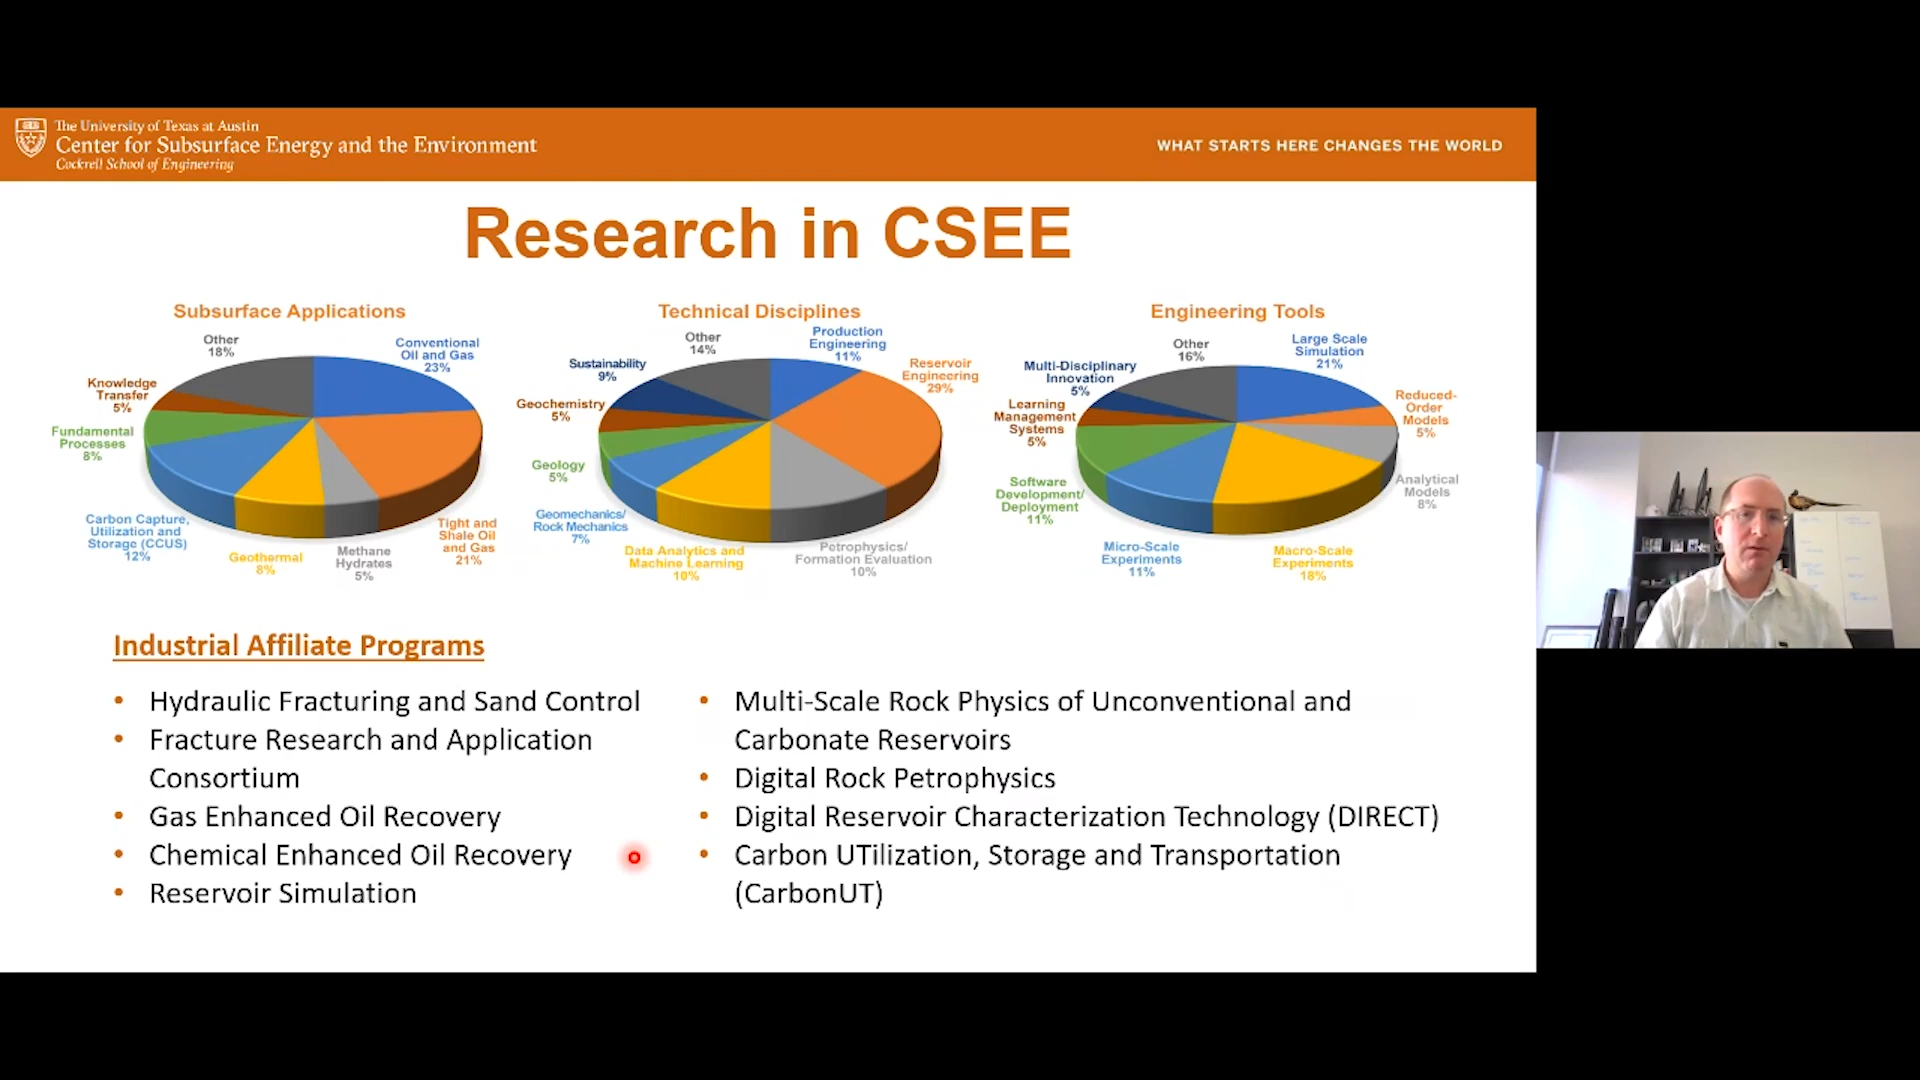 The University of Texas at Austin
Center for Subsurface Energy and the Environment
Cockrell School of Engineering
WHAT STARTS HERE CHANGES THE WORLD
Research in CSEE
Subsurface Applications
Other
18%
Conventional
Oil and Gas
23%
Knowledge
Transfer
5%
Fundamental
Processes
8%
Carbon Capture,
Utilization and
Storage (CCUS)
12%
Geothermal
8%
Methane
Hydrates
5%
Tight and
Shale Oil
and Gas
21%
Technical Disciplines
Other
14%
Production
Engineering
11%
Sustainability
9%
Reservoir
Engineering
29%
Geochemistry
5%
Geology
5%
Geomechanics/
Rock Mechanics
7%
Data Analytics and
Machine Learning
10%
Petrophysics/
Formation Evaluation
10%
Engineering Tools
Other
16%
Large Scale
Simulation
21%
Multi-Disciplinary
Innovation
5%
Learning
Management
Systems
5%
Reduced-
Order
Models
5%
Software
Development/
Deployment
11%
Analytical
Models
8%
Micro-Scale
Experiments
11%
Macro-Scale
Experiments
18%
Industrial Affiliate Programs
• Hydraulic Fracturing and Sand Control
• Fracture Research and Application
Consortium
• Gas Enhanced Oil Recovery
• Chemical Enhanced Oil Recovery
• Reservoir Simulation
• Multi-Scale Rock Physics of Unconventional and
Carbonate Reservoirs
• Digital Rock Petrophysics
• Digital Reservoir Characterization Technology (DIRECT)
• Carbon UTilization, Storage and Transportation
(CarbonUT)